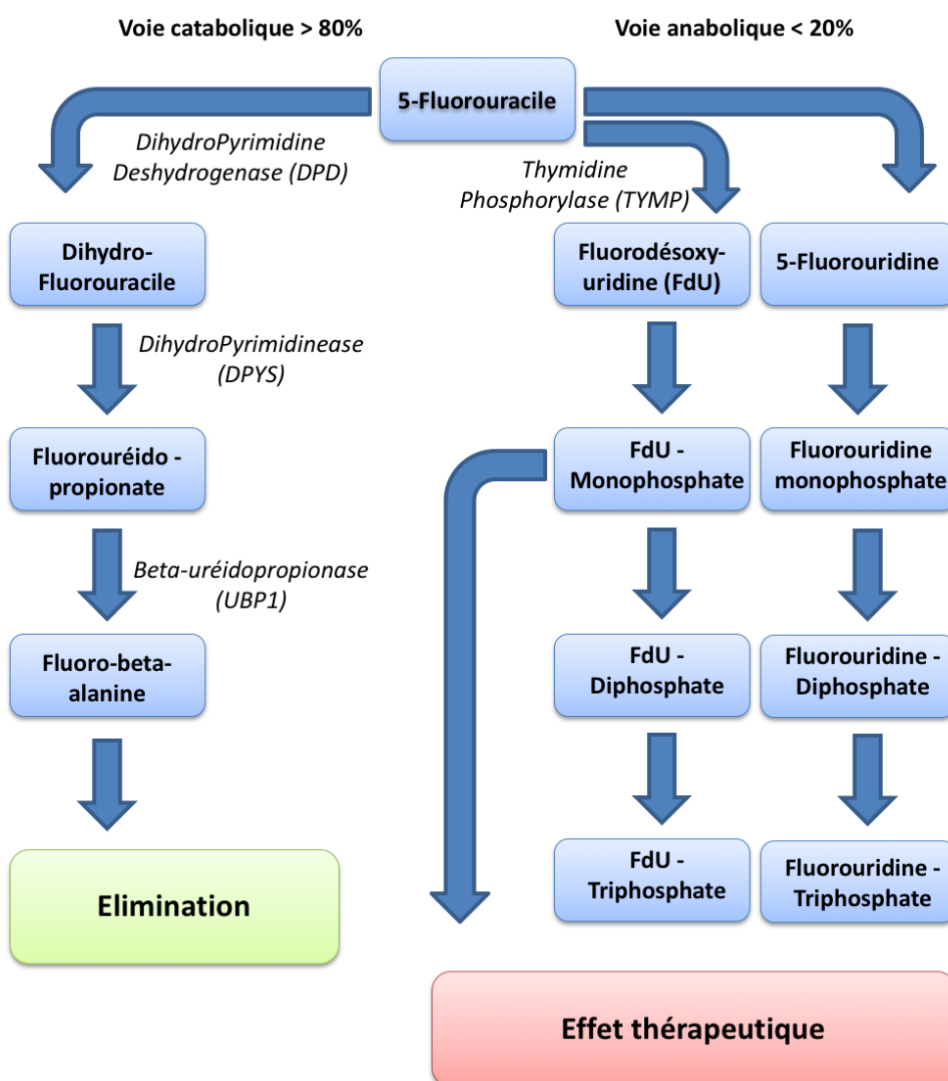 Voie catabolique > 80%
Voie anabolique < 20%
5-Fluorouracile
DihydroPyrimidine
Deshydrogenase (DPD)
Thymidine
Phosphorylase (TYMP)
Dihydro-
Fluorouracile
Fluorodésoxy-
uridine (FdU)
5-Fluorouridine
DihydroPyrimidinease
(DPYS)
Fluorouréido -
propionate
FdU -
Monophosphate
Fluorouridine
monophosphate
Beta-uréidopropionase
(UBP1)
Fluoro-beta-
alanine
FdU -
Diphosphate
Fluorouridine -
Diphosphate
FdU -
Triphosphate
Fluorouridine -
Triphosphate
Elimination
Effet thérapeutique